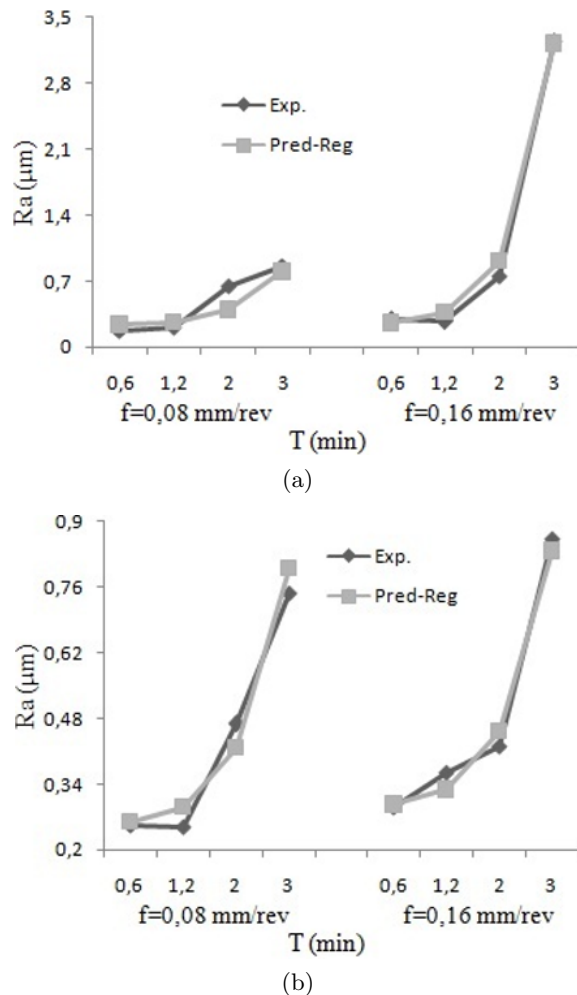 3,5
2,8
2,1
1,4
0,7
0
Ra (μm)
Exp.
Pred-Reg
0,6 1,2 2 3 0,6 1,2 2 3
f=0,08 mm/rev f=0,16 mm/rev
T (min)
(a)
0,9
0,76
0,62
0,48
0,34
0,2
Ra (μm)
Exp.
Pred-Reg
0,6 1,2 2 3 0,6 1,2 2 3
f=0,08 mm/rev f=0,16 mm/rev
T (min)
(b)